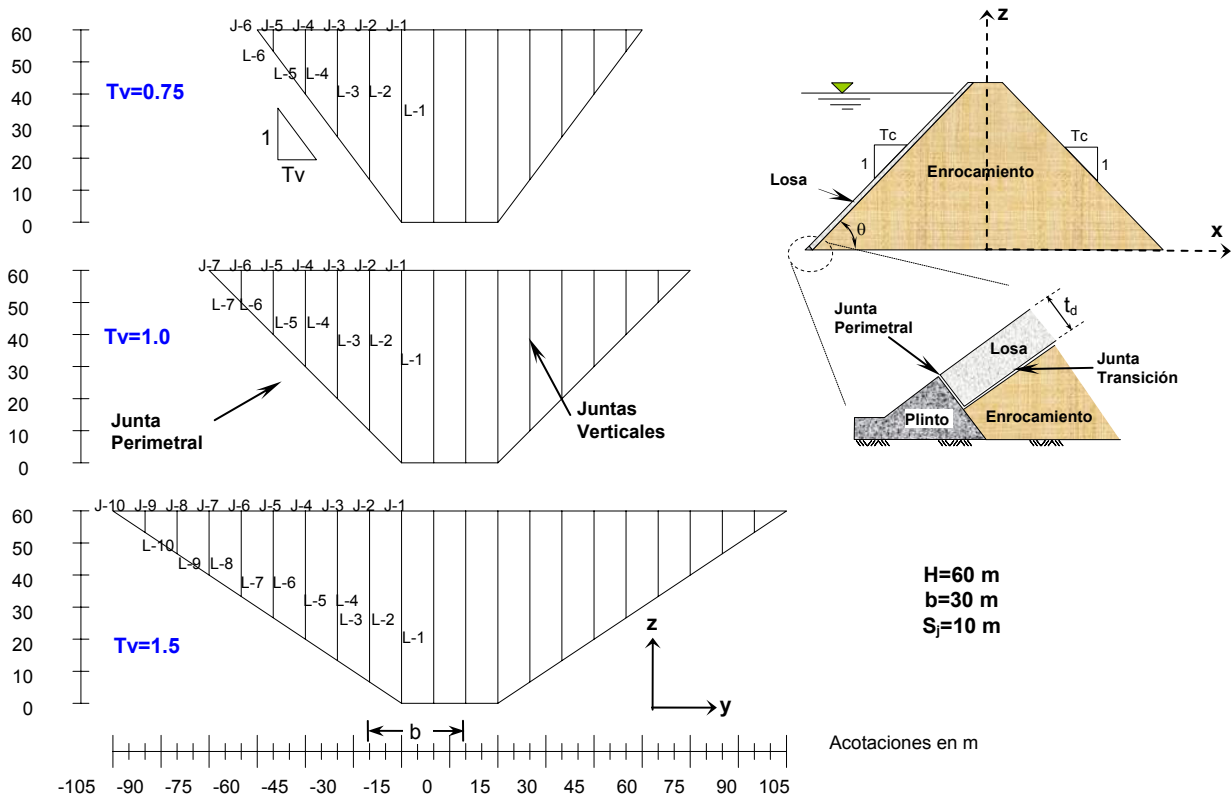 60
50
40
30
20
10
0
J-6 J-5 J-4 J-3 J-2 J-1
L-6
L-5 L-4
L-3 L-2
L-1
Tv=0.75
1
Tv
60
50
40
30
20
10
0
J-7 J-6 J-5 J-4 J-3 J-2 J-1
L-7 L-6
L-5 L-4
L-3 L-2
L-1
Tv=1.0
Junta
Perimetral
Juntas
Verticales
60
50
40
30
20
10
0
J-10 J-9 J-8 J-7 J-6 J-5 J-4 J-3 J-2 J-1
L-10
L-9 L-8
L-7 L-6
L-5 L-4
L-3 L-2
L-1
Tv=1.5
z
y
b
-105 -90 -75 -60 -45 -30 -15 0 15 30 45 60 75 90 105
Acotaciones en m
z
Tc
1
Tc
1
Enrocamiento
Losa
θ
x
td
Junta
Perimetral
Losa
Junta
Transición
Plinto
Enrocamiento
H=60 m
b=30 m
Sj=10 m